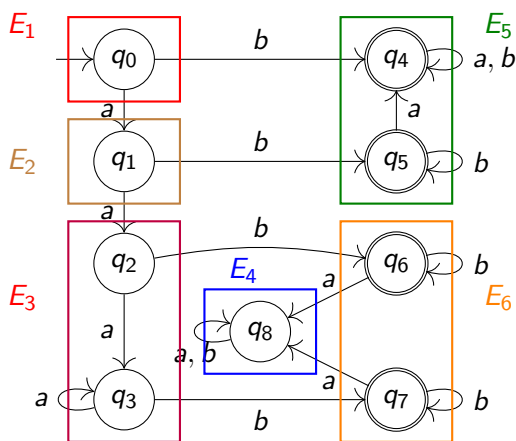 E1 q0 b q4 a, b E5
a a
E2 q1 b q5 b
a
E3 q2 b q6 b E6
E4 a
a q8
a, b
a q3 b a q7 b